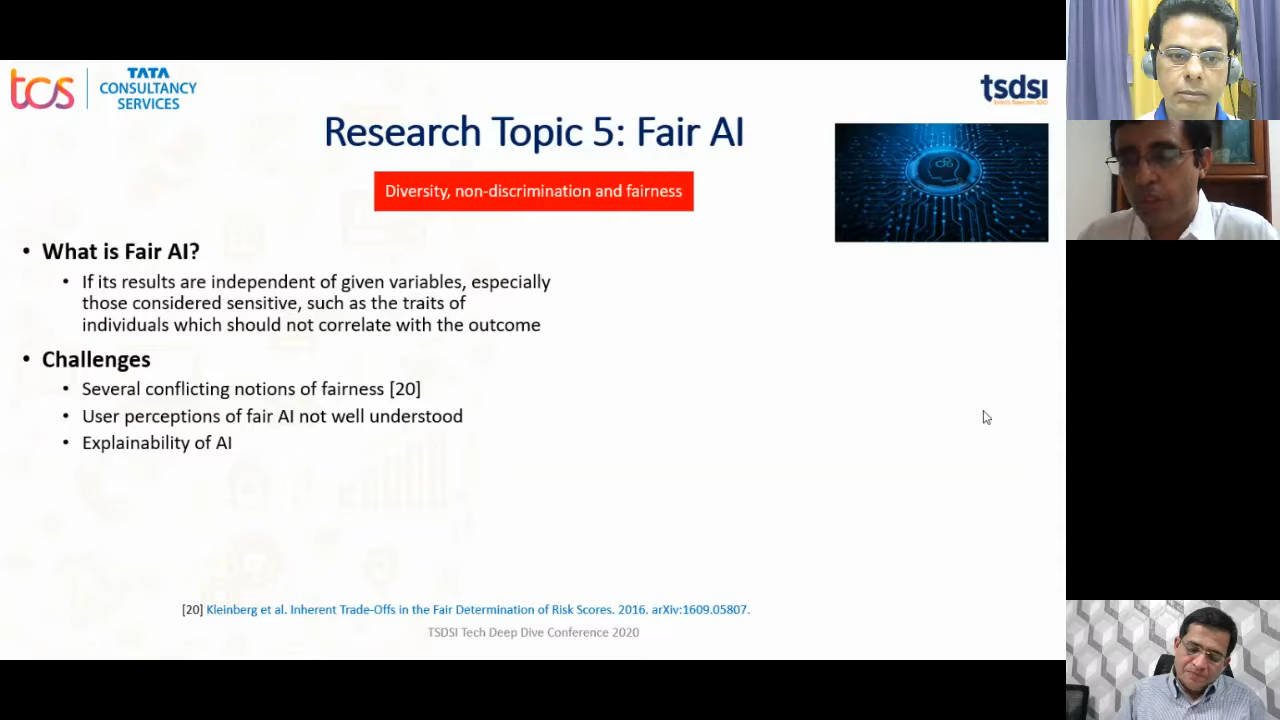 tcs
TATA
CONSULTANCY
SERVICES
tsdsi
Research Topic 5: Fair AI
Diversity, non-discrimination and fairness
• What is Fair AI?
• If its results are independent of given variables, especially
those considered sensitive, such as the traits of
individuals which should not correlate with the outcome
• Challenges
• Several conflicting notions of fairness [20]
• User perceptions of fair AI not well understood
• Explainability of AI
[20] Kleinberg et al. Inherent Trade-Offs in the Fair Determination of Risk Scores. 2016. arXiv:1609.05807.
TSDSI Tech Deep Dive Conference 2020